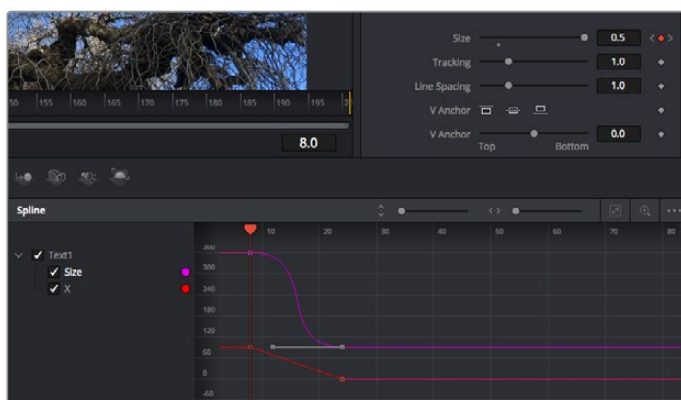 Size 0.5
Tracking 1.0
Line Spacing 1.0
V Anchor
V Anchor 0.0
Top Bottom
50 155 160 165 170 175 180 185 190 195 2
8.0
Spline
10 20 30 40 50 60 70 80
Text1
Size
X
360
300
240
180
120
60
0
-60